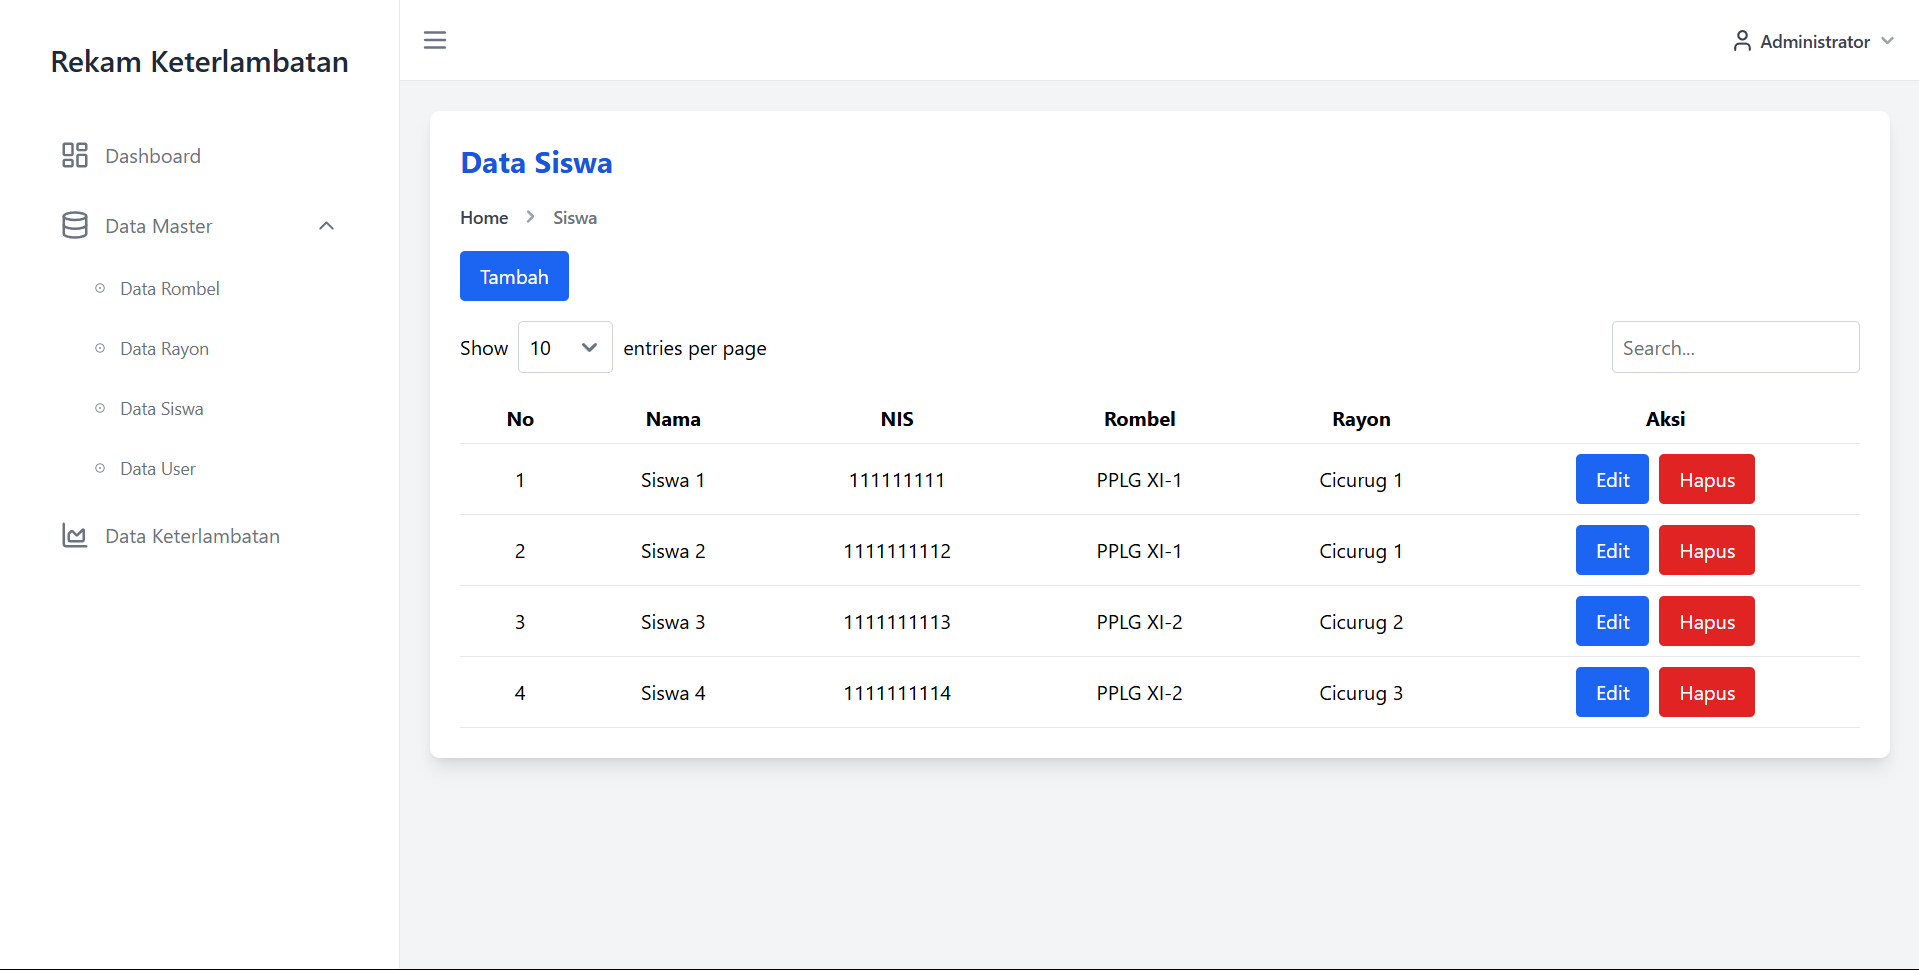 Rekam Keterlambatan
Administrator
Dashboard
Data Master
Data Rombel
Data Rayon
Data Siswa
Data User
Data Keterlambatan
Data Siswa
Home Siswa
Tambah
Show 10 entries per page Search...
No Nama NIS Rombel Rayon Aksi
1 Siswa 1 111111111 PPLG XI-1 Cicurug 1 Edit Hapus
2 Siswa 2 1111111112 PPLG XI-1 Cicurug 1 Edit Hapus
3 Siswa 3 1111111113 PPLG XI-2 Cicurug 2 Edit Hapus
4 Siswa 4 1111111114 PPLG XI-2 Cicurug 3 Edit Hapus